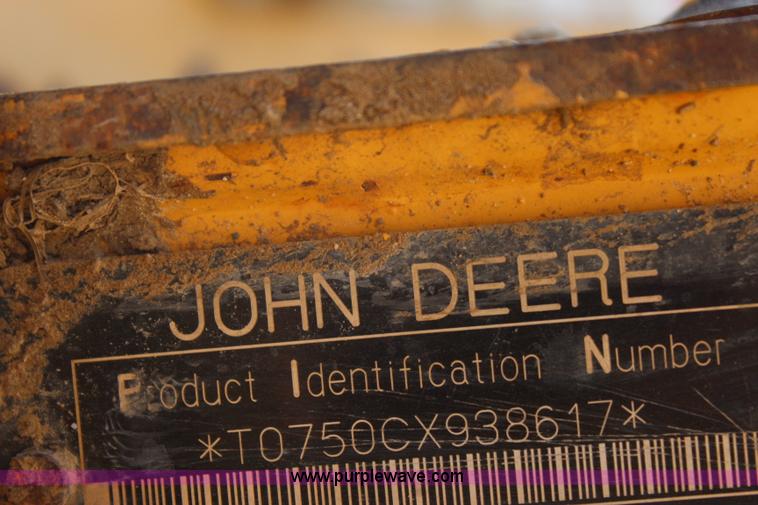 JOHN DEERE
Product Identification Number
*T0750CX938617*
www.purplewave.com